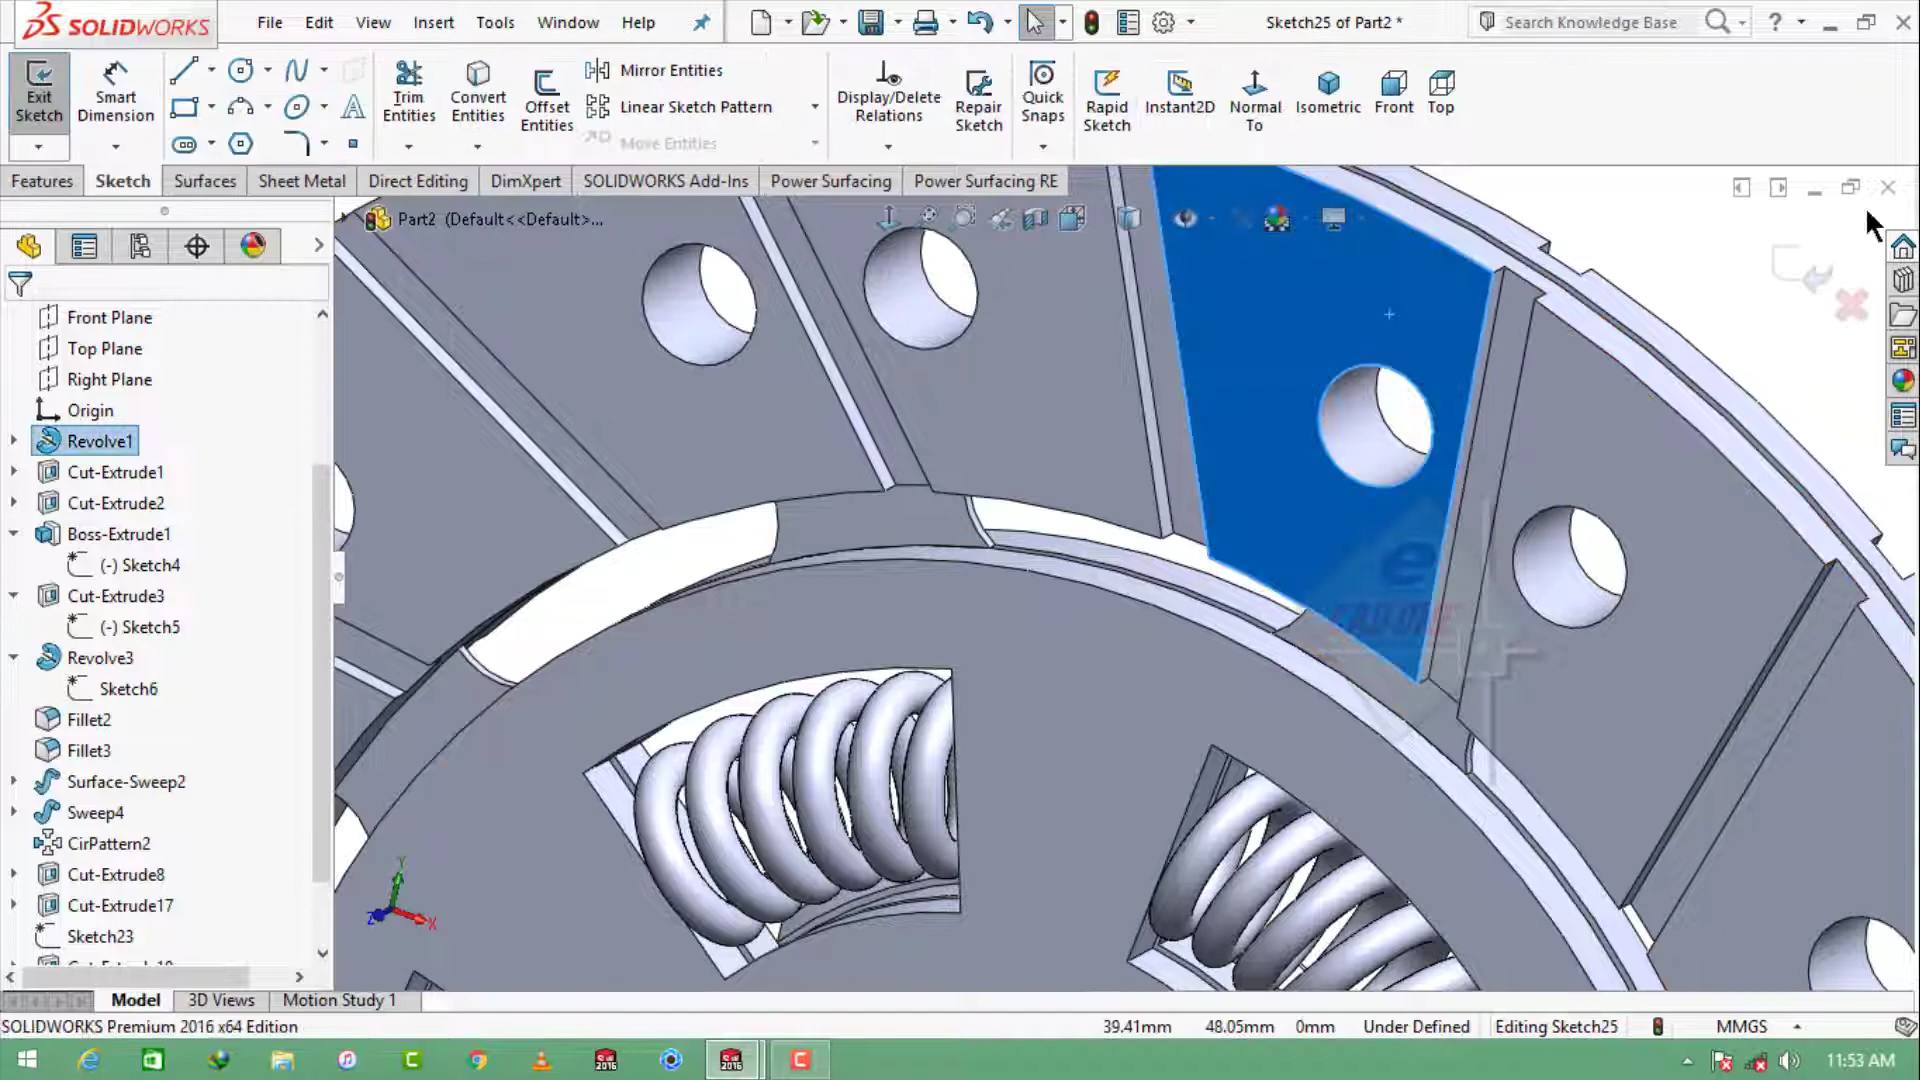 SOLIDWORKS
File Edit View Insert Tools Window Help
Sketch25 of Part2 *
Search Knowledge Base
Exit Sketch
Smart Dimension
Trim Entities
Convert Entities
Offset Entities
Mirror Entities
Linear Sketch Pattern
Move Entities
Display/Delete Relations
Repair Sketch
Quick Snaps
Rapid Sketch
Instant2D
Normal To
Isometric
Front
Top
Features Sketch Surfaces Sheet Metal Direct Editing DimXpert SOLIDWORKS Add-Ins Power Surfacing Power Surfacing RE
Part2 (Default<<Default>...
Front Plane
Top Plane
Right Plane
Origin
Revolve1
Cut-Extrude1
Cut-Extrude2
Boss-Extrude1
(-) Sketch4
Cut-Extrude3
(-) Sketch5
Revolve3
Sketch6
Fillet2
Fillet3
Surface-Sweep2
Sweep4
CirPattern2
Cut-Extrude8
Cut-Extrude17
Sketch23
Y
Z
X
Model 3D Views Motion Study 1
SOLIDWORKS Premium 2016 x64 Edition
39.41mm 48.05mm 0mm Under Defined Editing Sketch25 MMGS
2016
2016
11:53 AM